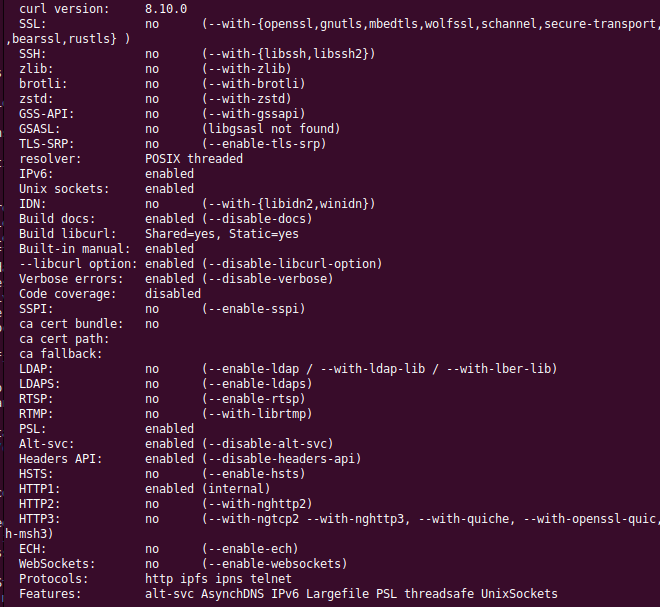 curl version: 8.10.0
SSL: no (--with-{openssl,gnutls,mbedtls,wolfssl,schannel,secure-transport,
,bearssl,rustls} )
SSH: no (--with-{libssh,libssh2})
zlib: no (--with-zlib)
brotli: no (--with-brotli)
zstd: no (--with-zstd)
GSS-API: no (--with-gssapi)
GSASL: no (libgsasl not found)
TLS-SRP: no (--enable-tls-srp)
resolver: POSIX threaded
IPv6: enabled
Unix sockets: enabled
IDN: no (--with-{libidn2,winidn})
Build docs: enabled (--disable-docs)
Build libcurl: Shared=yes, Static=yes
Built-in manual: enabled
--libcurl option: enabled (--disable-libcurl-option)
Verbose errors: enabled (--disable-verbose)
Code coverage: disabled
SSPI: no (--enable-sspi)
ca cert bundle: no
ca cert path:
ca fallback:
LDAP: no (--enable-ldap / --with-ldap-lib / --with-lber-lib)
LDAPS: no (--enable-ldaps)
RTSP: no (--enable-rtsp)
RTMP: no (--with-librtmp)
PSL: enabled
Alt-svc: enabled (--disable-alt-svc)
Headers API: enabled (--disable-headers-api)
HSTS: no (--enable-hsts)
HTTP1: enabled (internal)
HTTP2: no (--with-nghttp2)
HTTP3: no (--with-ngtcp2 --with-nghttp3, --with-quiche, --with-openssl-quic,
h-msh3)
ECH: no (--enable-ech)
WebSockets: no (--enable-websockets)
Protocols: http ipfs ipns telnet
Features: alt-svc AsynchDNS IPv6 Largefile PSL threadsafe UnixSockets